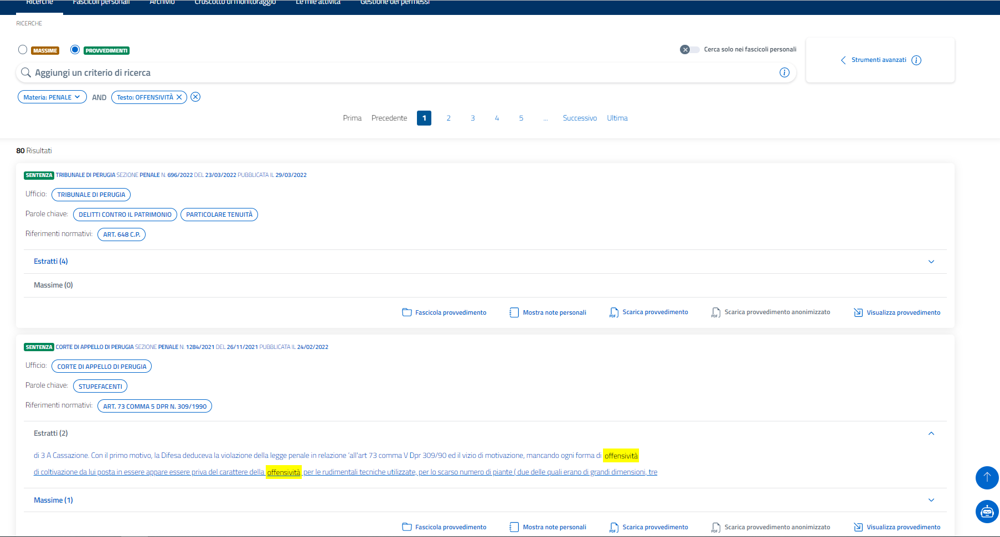 Ricerche Fascicoli personali Archivio Cruscotto di monitoraggio Le mie attività Gestione dei permessi
RICERCHE
MASSIME PROVVEDIMENTI
Cerca solo nei fascicoli personali
Strumenti avanzati
Aggiungi un criterio di ricerca
Materia: PENALE AND Testo: OFFENSIVITÀ
Prima Precedente 1 2 3 4 5 ... Successivo Ultima
80 Risultati
SENTENZA TRIBUNALE DI PERUGIA SEZIONE PENALE N. 696/2022 DEL 23/03/2022 PUBBLICATA IL 29/03/2022
Ufficio: TRIBUNALE DI PERUGIA
Parole chiave: DELITTI CONTRO IL PATRIMONIO PARTICOLARE TENUITÀ
Riferimenti normativi: ART. 648 C.P.
Estratti (4)
Massime (0)
Fascicola provvedimento Mostra note personali PDF Scarica provvedimento PDF Scarica provvedimento anonimizzato Visualizza provvedimento
SENTENZA CORTE DI APPELLO DI PERUGIA SEZIONE PENALE N. 1284/2021 DEL 26/11/2021 PUBBLICATA IL 24/02/2022
Ufficio: CORTE DI APPELLO DI PERUGIA
Parole chiave: STUPEFACENTI
Riferimenti normativi: ART. 73 COMMA 5 DPR N. 309/1990
Estratti (2)
di 3 A Cassazione. Con il primo motivo, la Difesa deduceva la violazione della legge penale in relazione ‘all'art 73 comma V Dpr 309/90 ed il vizio di motivazione, mancando ogni forma di offensività
di coltivazione da lui posta in essere appare essere priva del carattere della offensività per le rudimentali tecniche utilizzate, per lo scarso numero di piante ( due delle quali erano di grandi dimensioni, tre
Massime (1)
Fascicola provvedimento Mostra note personali PDF Scarica provvedimento PDF Scarica provvedimento anonimizzato Visualizza provvedimento